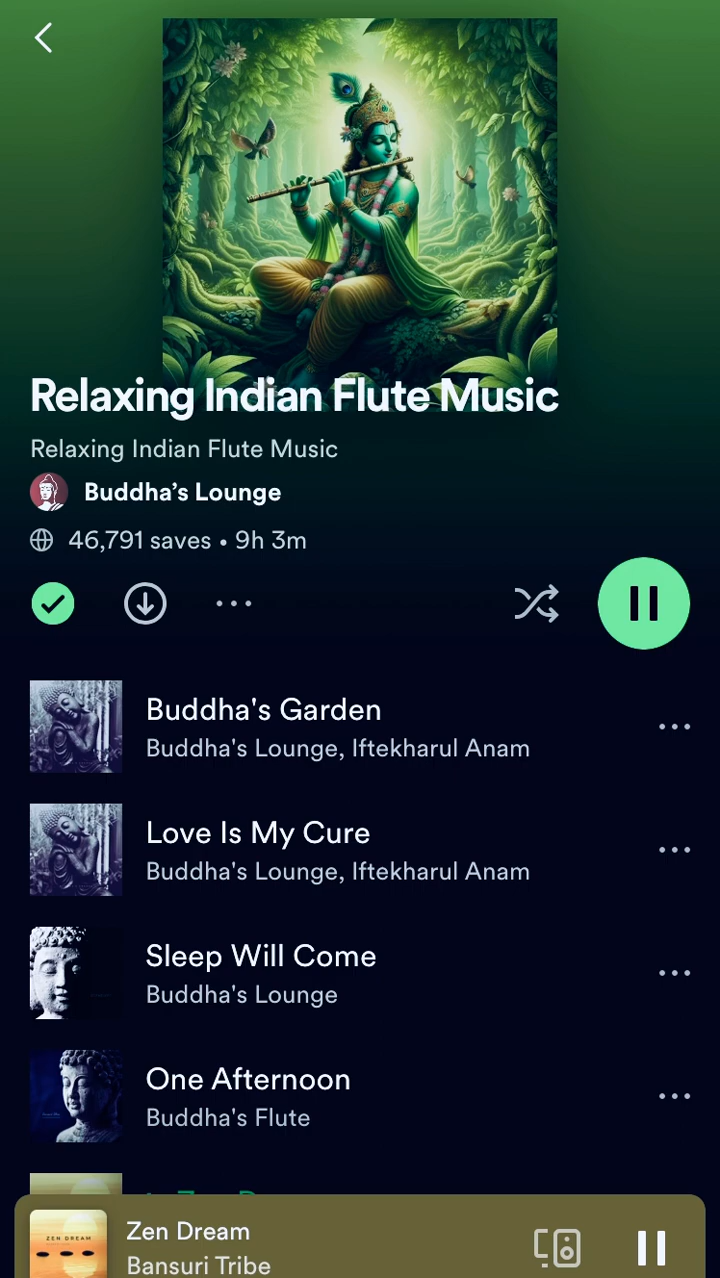 Relaxing Indian Flute Music
Relaxing Indian Flute Music
Buddha’s Lounge
46,791 saves • 9h 3m
Buddha's Garden
Buddha's Lounge, Iftekharul Anam
Love Is My Cure
Buddha's Lounge, Iftekharul Anam
Sleep Will Come
Buddha's Lounge
One Afternoon
Buddha's Flute
ZEN DREAM
Zen Dream
Bansuri Tribe